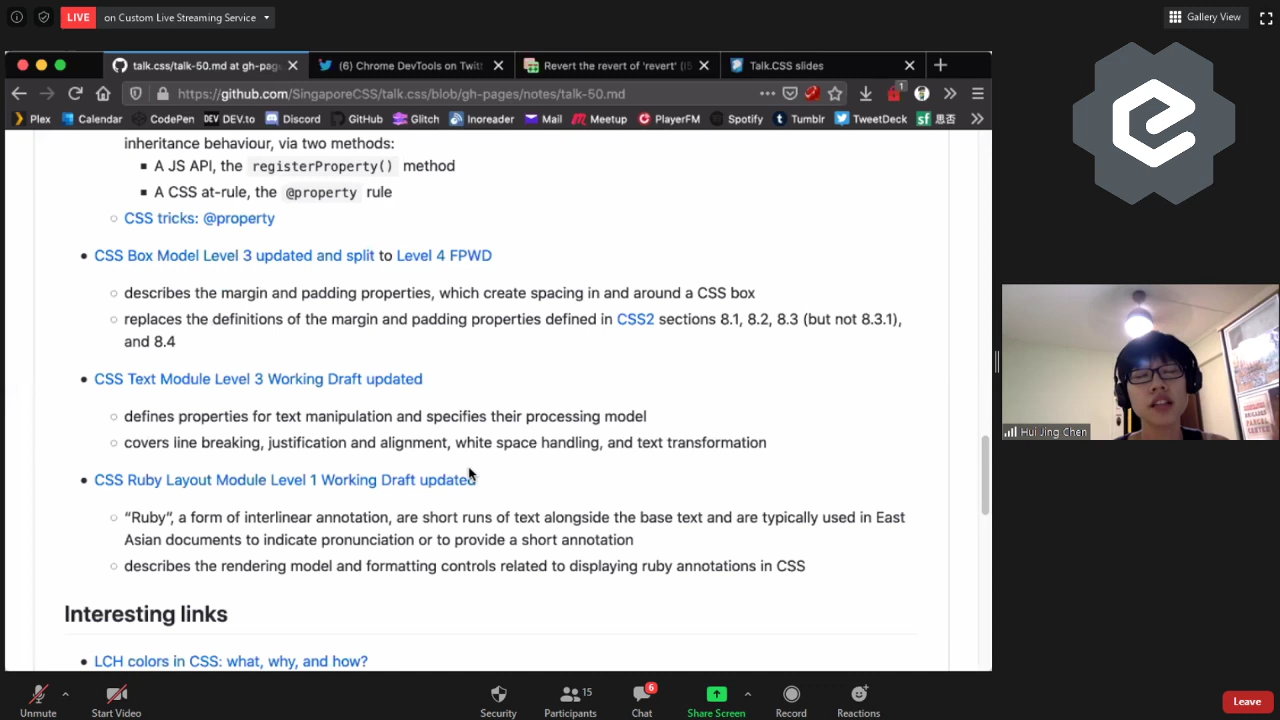 LIVE on Custom Live Streaming Service
Gallery View
talk.css/talk-50.md at gh-page
(6) Chrome DevTools on Twitt
Revert the revert of 'revert' (I5
Talk.CSS slides
https://github.com/SingaporeCSS/talk.css/blob/gh-pages/notes/talk-50.md
1
Plex Calendar CodePen DEV DEV.to Discord GitHub Glitch Inoreader Mail Meetup PlayerFM Spotify Tumblr TweetDeck sf 思否
inheritance behaviour, via two methods:
A JS API, the registerProperty() method
A CSS at-rule, the @property rule
CSS tricks: @property
CSS Box Model Level 3 updated and split to Level 4 FPWD
describes the margin and padding properties, which create spacing in and around a CSS box
replaces the definitions of the margin and padding properties defined in CSS2 sections 8.1, 8.2, 8.3 (but not 8.3.1),
and 8.4
CSS Text Module Level 3 Working Draft updated
defines properties for text manipulation and specifies their processing model
covers line breaking, justification and alignment, white space handling, and text transformation
CSS Ruby Layout Module Level 1 Working Draft updated
“Ruby”, a form of interlinear annotation, are short runs of text alongside the base text and are typically used in East
Asian documents to indicate pronunciation or to provide a short annotation
describes the rendering model and formatting controls related to displaying ruby annotations in CSS
Interesting links
LCH colors in CSS: what, why, and how?
Hui Jing Chen
Unmute
Start Video
Security
Participants 15
Chat 6
Share Screen
Record
Reactions
Leave